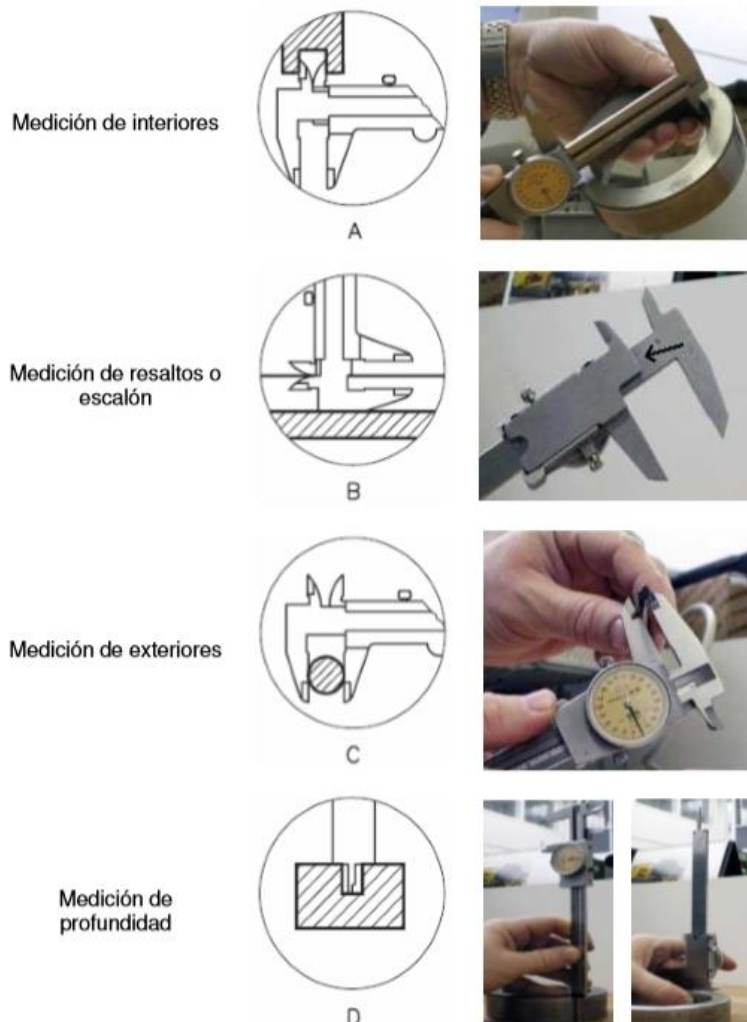 Medición de interiores
A
Medición de resaltos o
escalón
B
Medición de exteriores
C
Medición de
profundidad
D